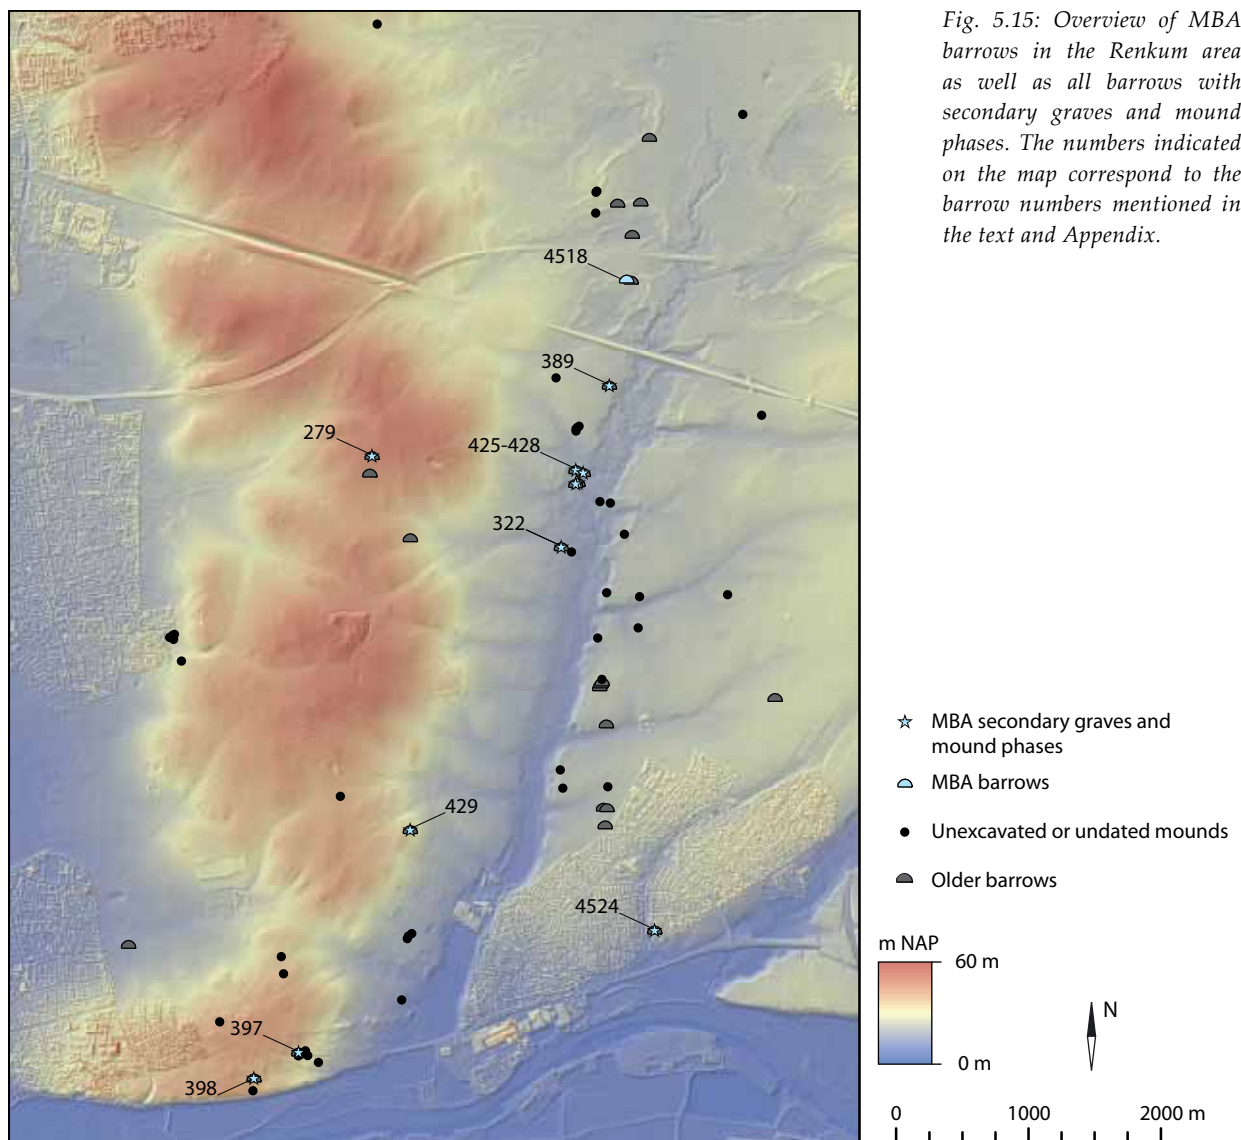 Fig. 5.15: Overview of MBA
barrows in the Renkum area
as well as all barrows with
secondary graves and mound
phases. The numbers indicated
on the map correspond to the
barrow numbers mentioned in
the text and Appendix.
4518
389
279
425-428
322
429
4524
397
398
MBA secondary graves and
mound phases
MBA barrows
Unexcavated or undated mounds
Older barrows
m NAP
60 m
0 m
N
0 1000 2000 m